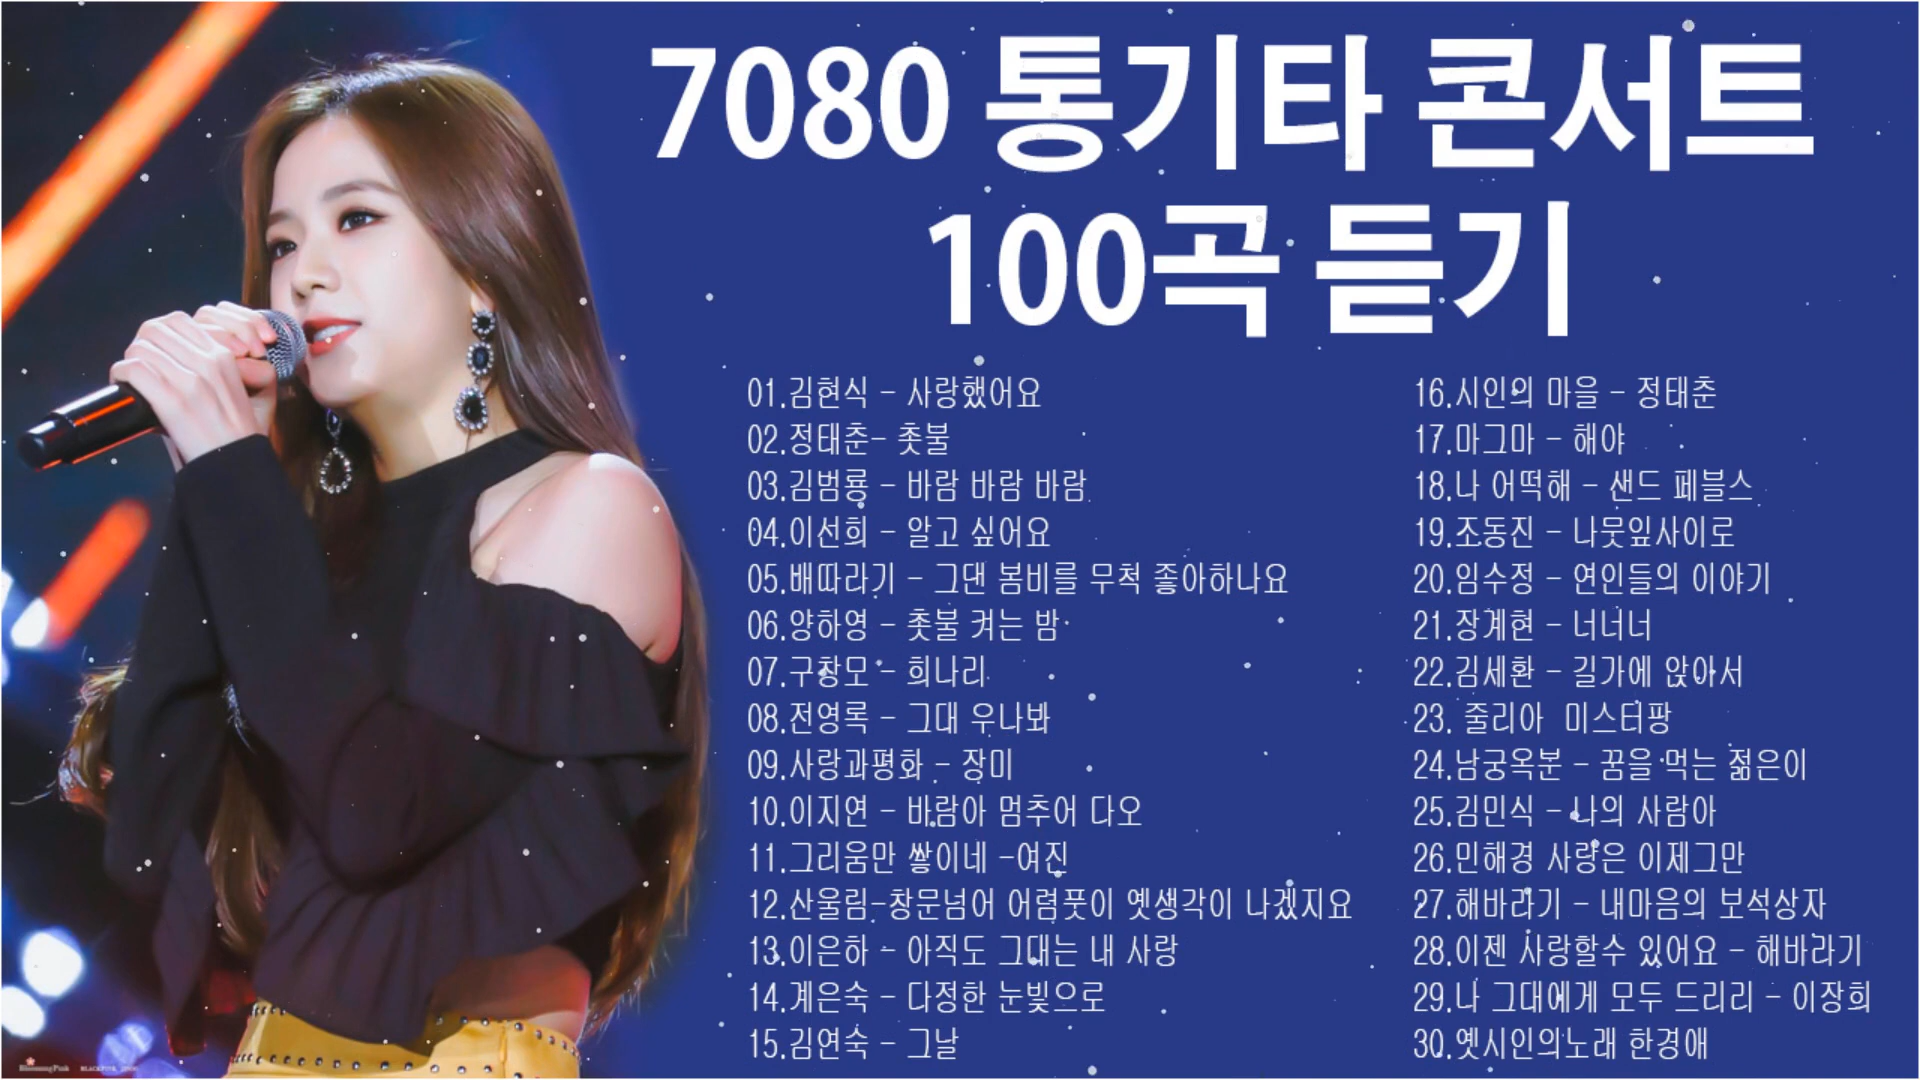 7080 통기타 콘서트
100곡 듣기
01.김현식 - 사랑했어요
02.정태춘- 촛불
03.김범룡 - 바람 바람 바람
04.이선희 - 알고 싶어요
05.배따라기 - 그댄 봄비를 무척 좋아하나요
06.양하영 - 촛불 켜는 밤
07.구창모 - 희나리
08.전영록 - 그대 우나봐
09.사랑과평화 - 장미
10.이지연 - 바람아 멈추어 다오
11.그리움만 쌓이네 -여진
12.산울림-창문넘어 어렴풋이 옛생각이 나겠지요
13.이은하 - 아직도 그대는 내 사랑
14.계은숙 - 다정한 눈빛으로
15.김연숙 - 그날
16.시인의 마을 - 정태춘
17.마그마 - 해야
18.나 어떡해 - 샌드 페블스
19.조동진 - 나뭇잎사이로
20.임수정 - 연인들의 이야기
21.장계현 - 너너너
22.김세환 - 길가에 앉아서
23. 줄리아 미스터팡
24.남궁옥분 - 꿈을 먹는 젊은이
25.김민식 - 나의 사람아
26.민해경 사랑은 이제그만
27.해바라기 - 내마음의 보석상자
28.이젠 사랑할수 있어요 - 해바라기
29.나 그대에게 모두 드리리 - 이장희
30.옛시인의노래 한경애